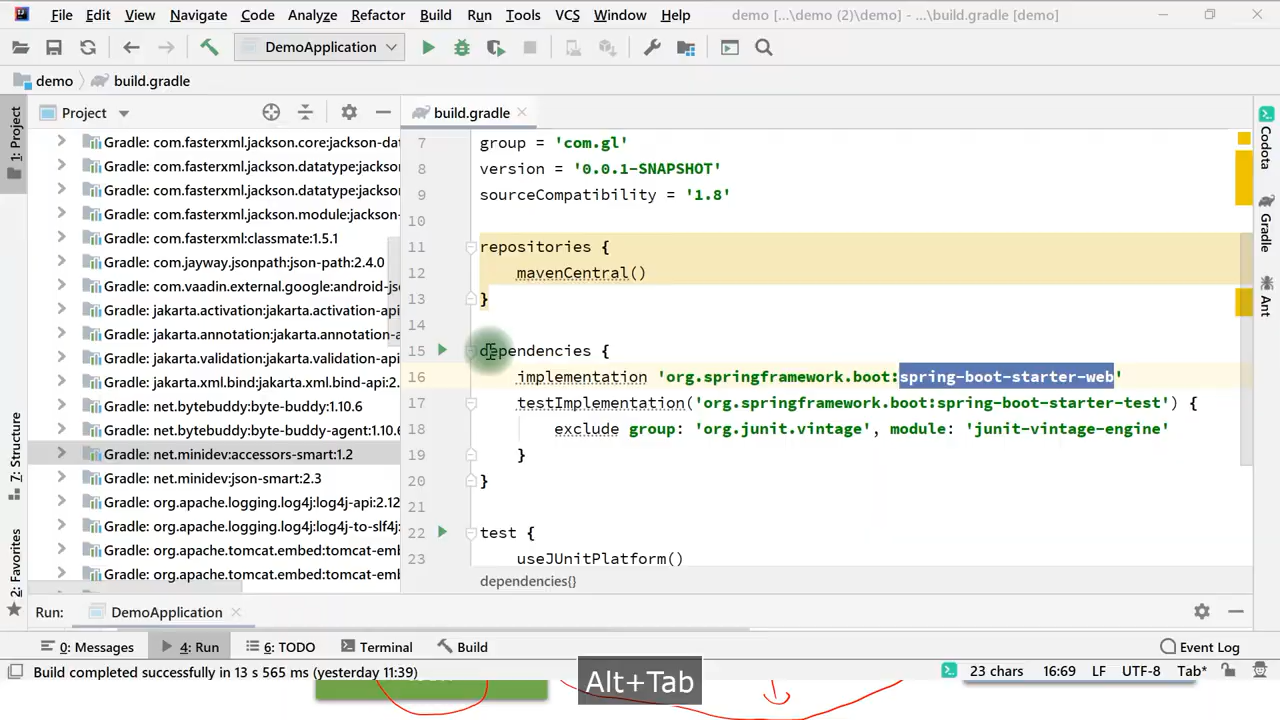 File Edit View Navigate Code Analyze Refactor Build Run Tools VCS Window Help demo [...\demo (2)\demo] - ...\build.gradle [demo]
DemoApplication
demo build.gradle
Project
build.gradle
1: Project
7: Structure
2: Favorites
Gradle: com.fasterxml.jackson.core:jackson-da
Gradle: com.fasterxml.jackson.datatype:jackson
Gradle: com.fasterxml.jackson.datatype:jackson
Gradle: com.fasterxml.jackson.module:jackson-
Gradle: com.fasterxml:classmate:1.5.1
Gradle: com.jayway.jsonpath:json-path:2.4.0
Gradle: com.vaadin.external.google:android-js
Gradle: jakarta.activation:jakarta.activation-api
Gradle: jakarta.annotation:jakarta.annotation-a
Gradle: jakarta.validation:jakarta.validation-api
Gradle: jakarta.xml.bind:jakarta.xml.bind-api
Gradle: net.bytebuddy:byte-buddy:1.10.6
Gradle: net.bytebuddy:byte-buddy-agent:1.10.6
Gradle: net.minidev:accessors-smart:1.2
Gradle: net.minidev:json-smart:2.3
Gradle: org.apache.logging.log4j:log4j-api:2.12
Gradle: org.apache.logging.log4j:log4j-to-slf4j
Gradle: org.apache.tomcat.embed:tomcat-emb
Gradle: org.apache.tomcat.embed:tomcat-emb
7 group = 'com.gl'
8 version = '0.0.1-SNAPSHOT'
9 sourceCompatibility = '1.8'
10
11 repositories {
12 mavenCentral()
13 }
14
15 dependencies {
16 implementation 'org.springframework.boot:spring-boot-starter-web'
17 testImplementation('org.springframework.boot:spring-boot-starter-test') {
18 exclude group: 'org.junit.vintage', module: 'junit-vintage-engine'
19 }
20 }
21
22 test {
23 useJUnitPlatform()
dependencies{}
Codota
Gradle
Ant
Run: DemoApplication
0: Messages 4: Run 6: TODO Terminal Build Event Log
Build completed successfully in 13 s 565 ms (yesterday 11:39) 23 chars 16:69 LF UTF-8 Tab*
Alt+Tab